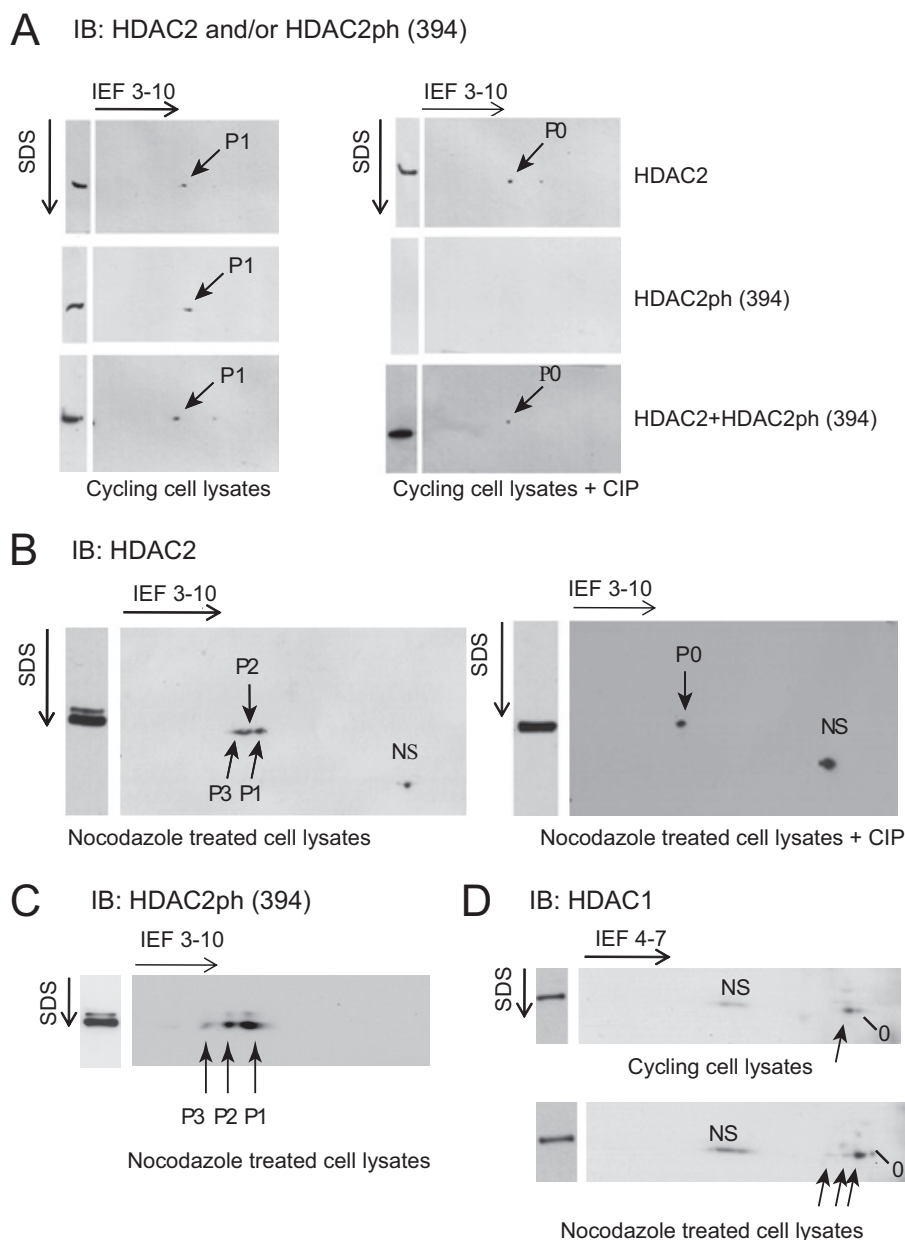 A IB: HDAC2 and/or HDAC2ph (394)
IEF 3-10
IEF 3-10
SDS
P1
SDS
P0
HDAC2
P1
HDAC2ph (394)
P1
P0
HDAC2+HDAC2ph (394)
Cycling cell lysates
Cycling cell lysates + CIP
B IB: HDAC2
IEF 3-10
IEF 3-10
SDS
P2
NS
P3 P1
SDS
P0
NS
Nocodazole treated cell lysates
Nocodazole treated cell lysates + CIP
C IB: HDAC2ph (394)
IEF 3-10
SDS
P3 P2 P1
Nocodazole treated cell lysates
D IB: HDAC1
IEF 4-7
SDS
NS
0
Cycling cell lysates
NS
0
Nocodazole treated cell lysates